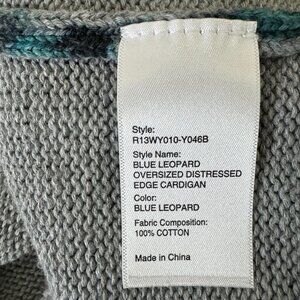 Style:
R13WY010-Y046B
Style Name:
BLUE LEOPARD
OVERSIZED DISTRESSED
EDGE CARDIGAN
Color:
BLUE LEOPARD
Fabric Composition:
100% COTTON
Made in China